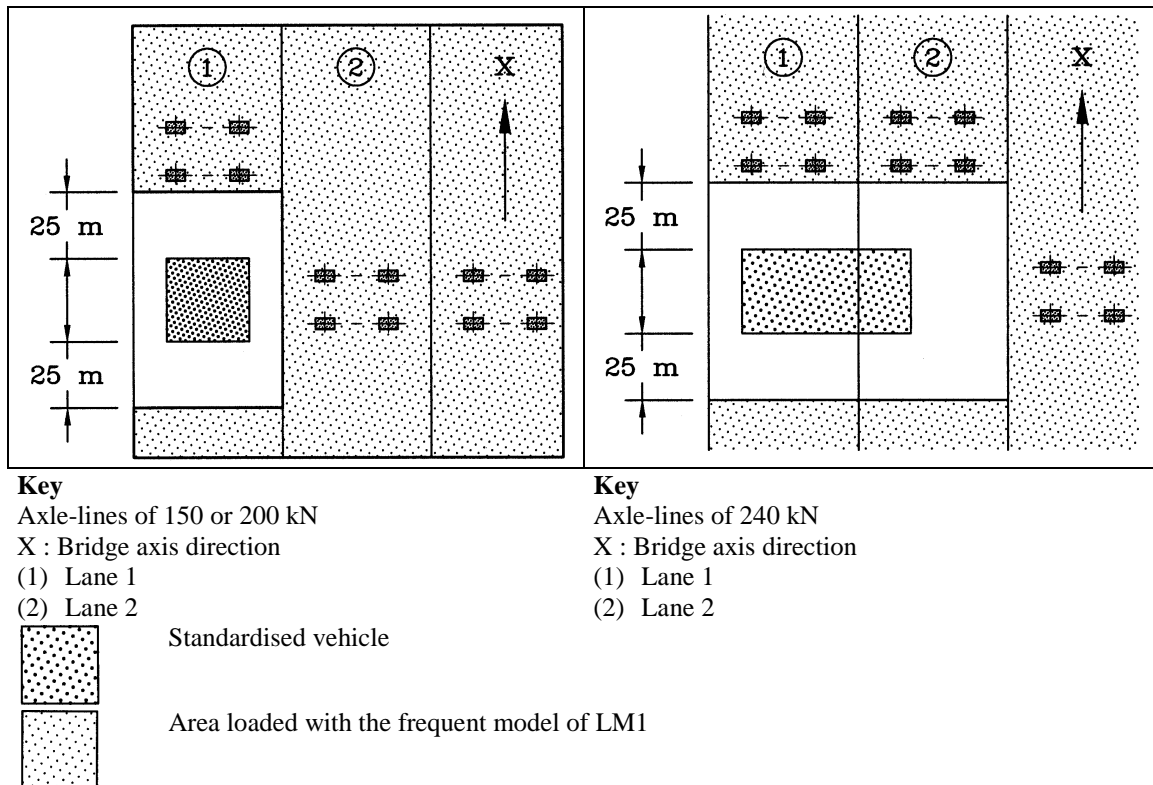 1 2 X
25 m
25 m
1 2 X
25 m
25 m
Key
Axle-lines of 150 or 200 kN
X : Bridge axis direction
(1) Lane 1
(2) Lane 2
Key
Axle-lines of 240 kN
X : Bridge axis direction
(1) Lane 1
(2) Lane 2
Standardised vehicle
Area loaded with the frequent model of LM1